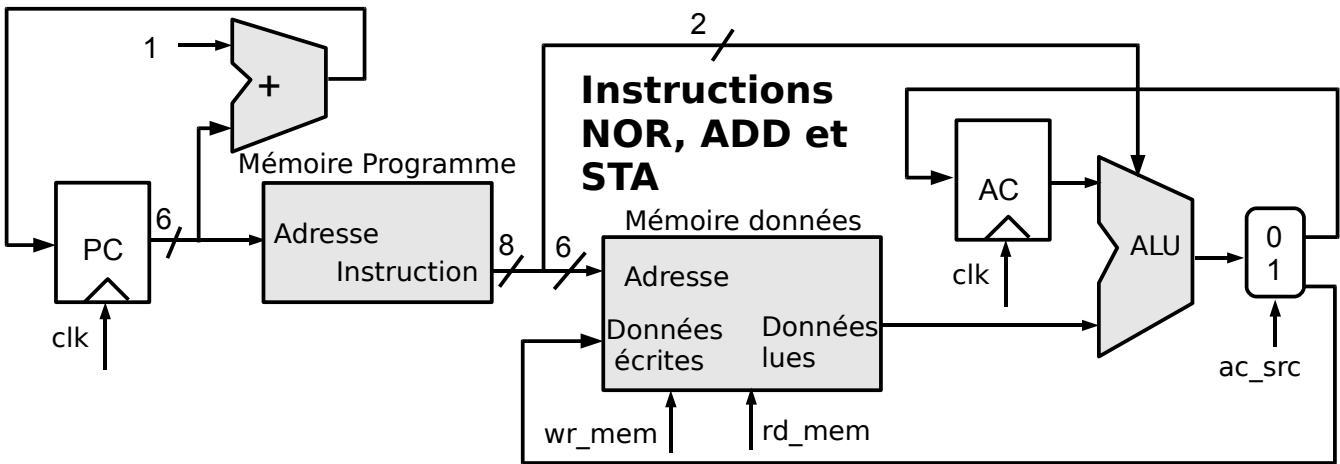 2
1
+
Instructions
NOR, ADD et
STA
Mémoire Programme
AC
Mémoire données
6
PC
Adresse
Instruction
8
6
Adresse
ALU
0
1
clk
clk
Données
écrites
Données
lues
ac_src
wr_mem
rd_mem